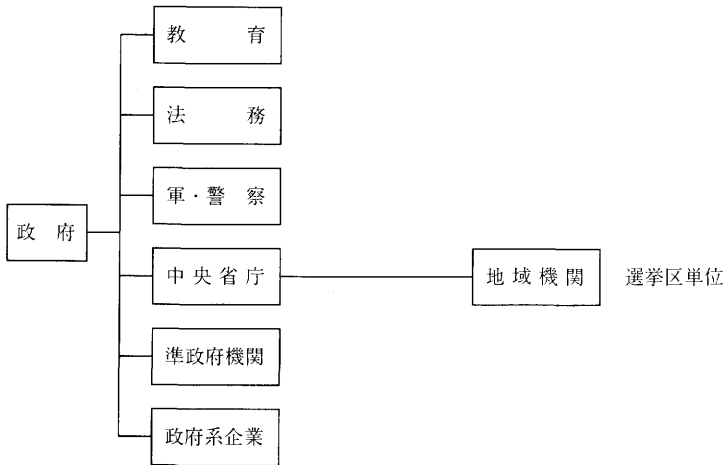 教育
法務
軍・警察
政府
中央省庁
地域機関
選挙区単位
準政府機関
政府系企業